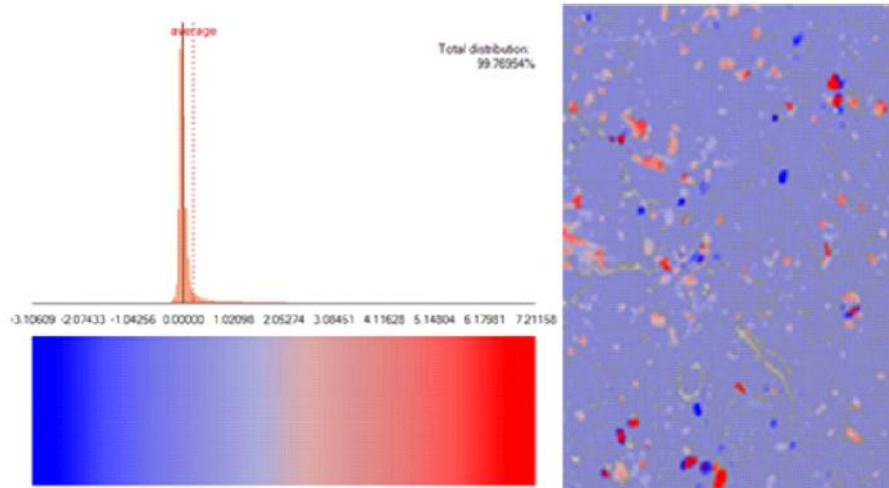 average
Total distribution:
99.76954%
-3.10609 -2.07433 -1.04256 0.00000 1.02098 2.05274 3.08451 4.11628 5.14804 6.17981 7.21158